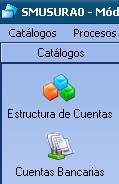 SMUSURA0 - Mód
Catálogos Procesos
Catálogos
Estructura de Cuentas
Cuentas Bancarias